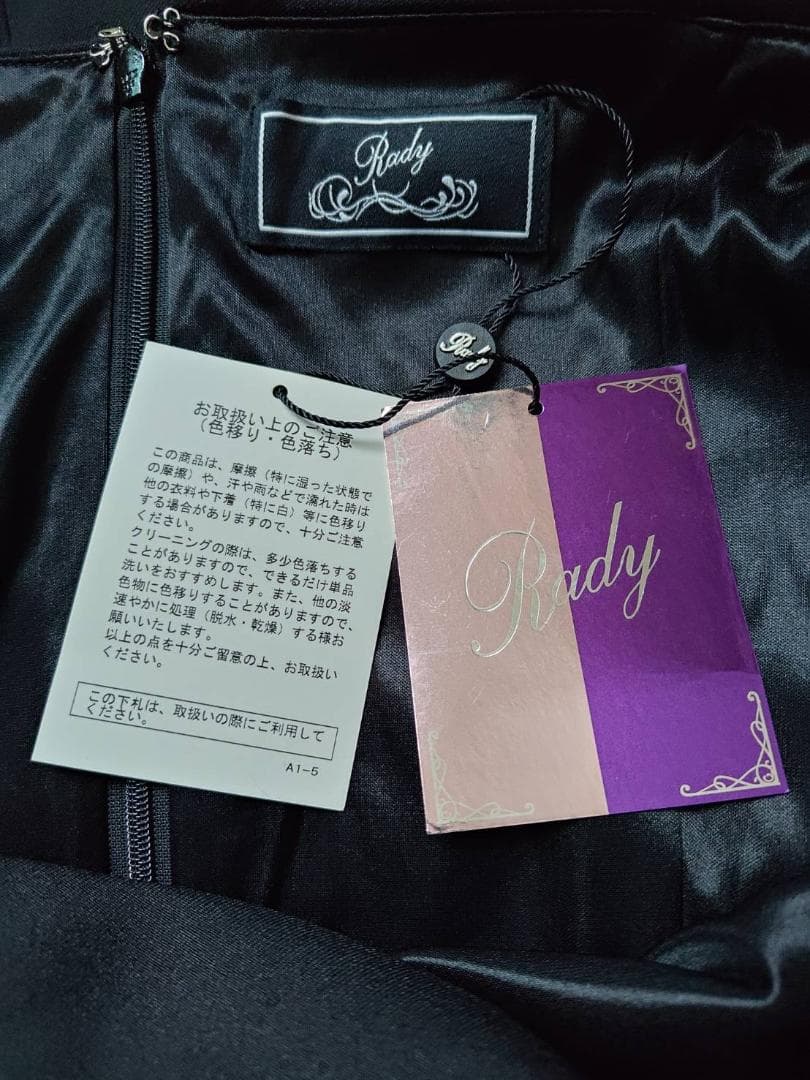 Rady
Rady
お取扱い上のご注意
（色移り・色落ち）
この商品は、摩擦（特に湿った状態で
の摩擦）や、汗や雨などで濡れた時は
他の衣料や下着（特に白）等に色移り
する場合がありますので、十分ご注意
ください。
クリーニングの際は、多少色落ちする
ことがありますので、できるだけ単品
洗いをおすすめします。また、他の淡
色物に色移りすることがありますので、
速やかに処理（脱水・乾燥）する様お
願いいたします。
以上の点を十分ご留意の上、お取扱い
ください。
この下札は、取扱いの際にご利用して
ください。
A1-5
Rady